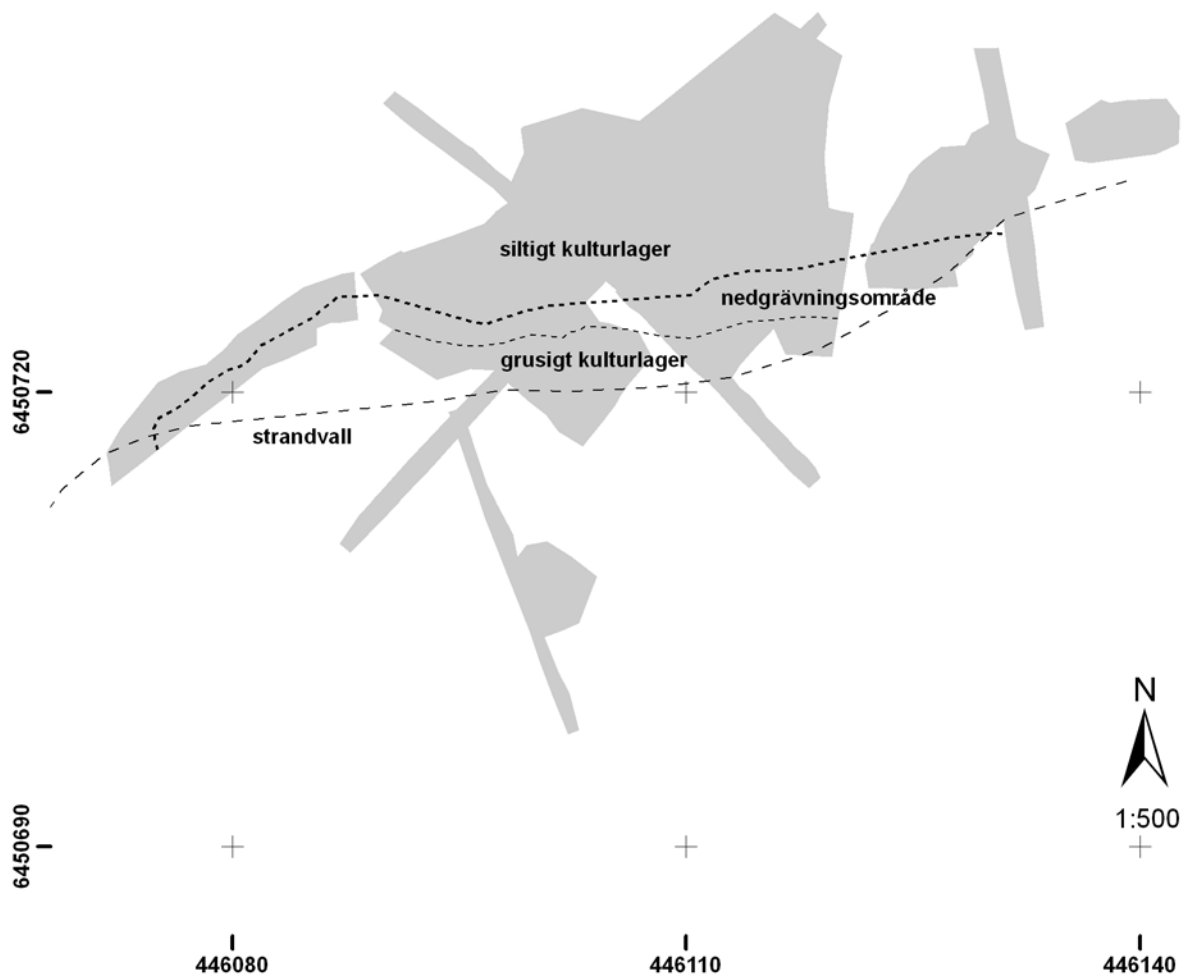 siltigt kulturlager
nedgrävningsområde
grusigt kulturlager
6450720
strandvall
N
1:500
6450690
446080
446110
446140